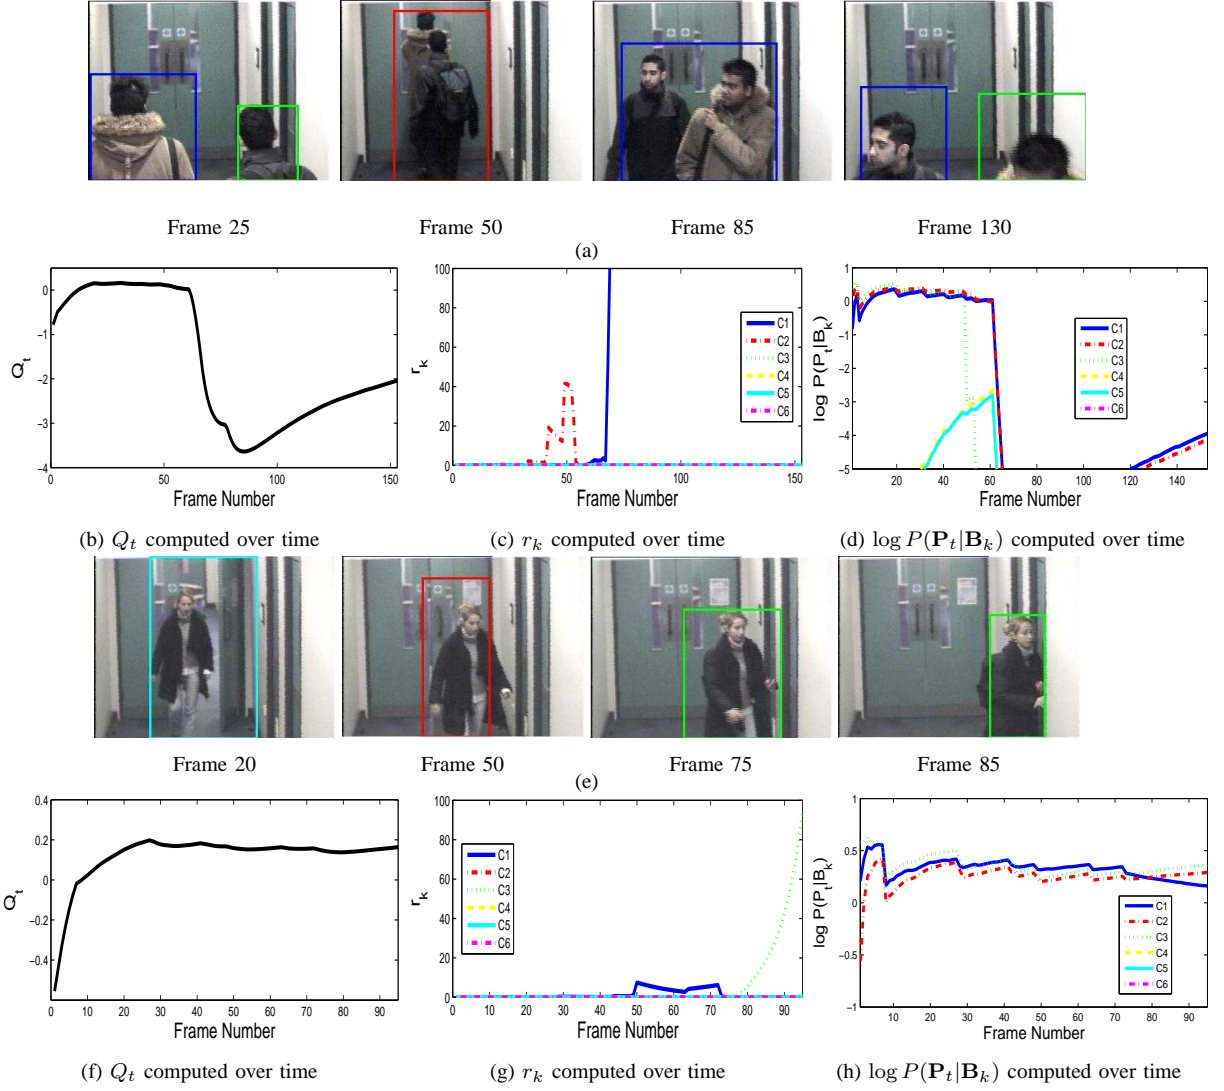 Frame 25 Frame 50 Frame 85 Frame 130
(a)
1
0
−1
−2
−3
−4
0 50 100 150
Q_t
Frame Number
100
80
60
40
20
0
0 50 100 150
r_k
Frame Number
C1
C2
C3
C4
C5
C6
1
0
−1
−2
−3
−4
−5
20 40 60 80 100 120 140
log P(P_t|B_k)
Frame Number
C1
C2
C3
C4
C5
C6
(b) Q_t computed over time (c) r_k computed over time (d) log P(P_t|B_k) computed over time
Frame 20 Frame 50 Frame 75 Frame 85
(e)
0.4
0.2
0
0.2
0.4
0 10 20 30 40 50 60 70 80 90
Q_t
Frame Number
100
80
60
40
20
0
0 10 20 30 40 50 60 70 80 90
r_k
Frame Number
C1
C2
C3
C4
C5
C6
1
0.5
0
−0.5
−1
10 20 30 40 50 60 70 80 90
log P(P_t|B_k)
Frame Number
C1
C2
C3
C4
C5
C6
(f) Q_t computed over time (g) r_k computed over time (h) log P(P_t|B_k) computed over time